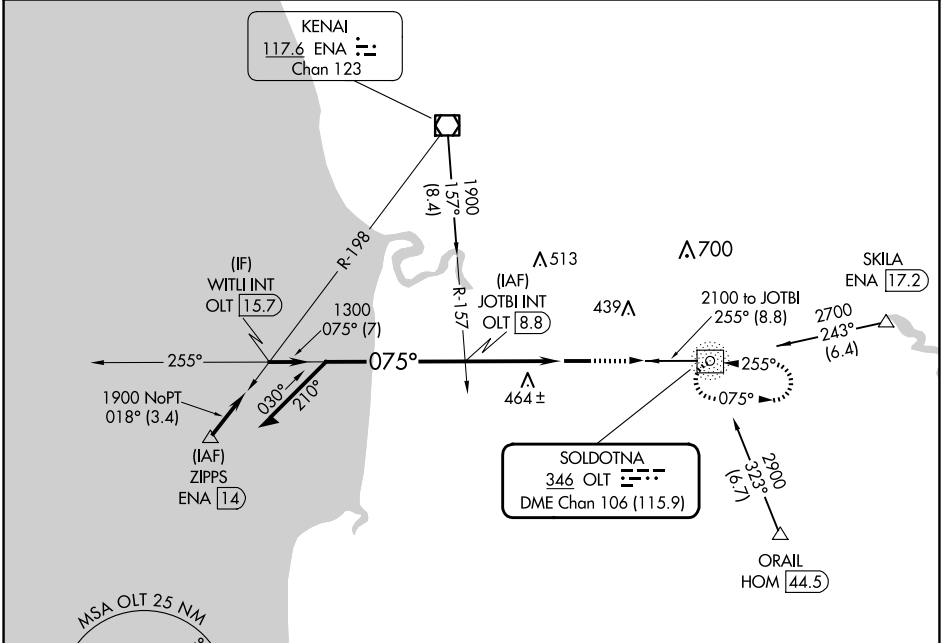 KENAI
117.6 ENA
Chan 123
1900
157°
(8.4)
R-198
R-157
513
700
439
464 ±
(IF)
WITLI INT
OLT 15.7
1300
075° (7)
(IAF)
JOTBI INT
OLT 8.8
2100 to JOTBI
255° (8.8)
SKILA
ENA 17.2
2700
243°
(6.4)
255°
075°
255°
075°
1900 NoPT
018° (3.4)
030°
210°
(IAF)
ZIPPS
ENA 14
SOLDOTNA
346 OLT
DME Chan 106 (115.9)
2900
323°
(6.7)
ORAIL
HOM 44.5
MSA OLT 25 NM